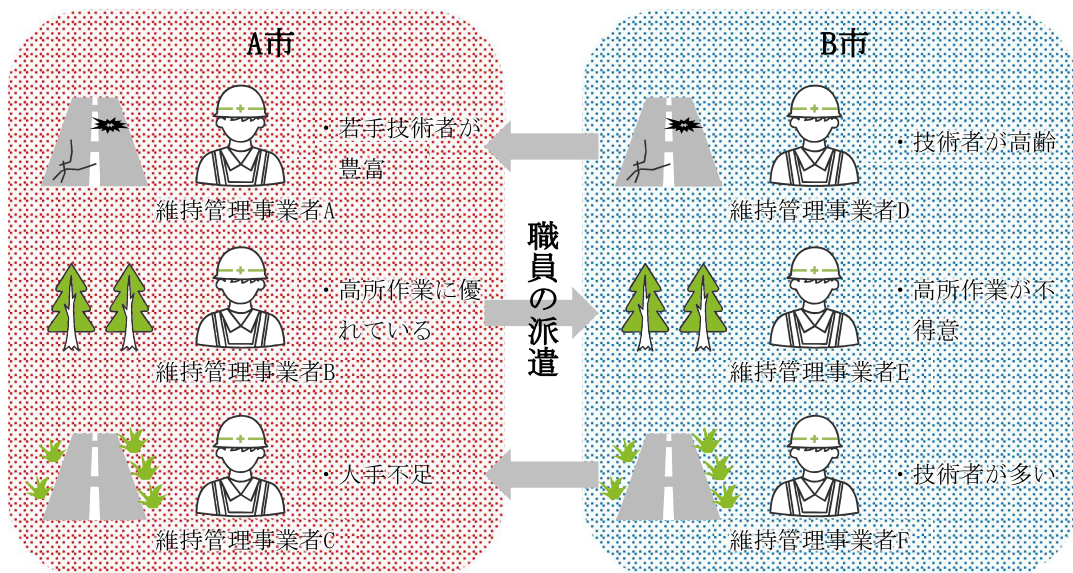 A市
・若手技術者が
豊富
維持管理事業者A
・高所作業に優
れている
維持管理事業者B
・人手不足
維持管理事業者C
職員の派遣
B市
・技術者が高齢
維持管理事業者D
・高所作業が不
得意
維持管理事業者E
・技術者が多い
維持管理事業者F